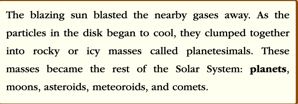 The blazing sun blasted the nearby gases away. As the
particles in the disk began to cool, they clumped together
into rocky or icy masses called planetesimals. These
masses became the rest of the Solar System: planets,
moons, asteroids, meteoroids, and comets.